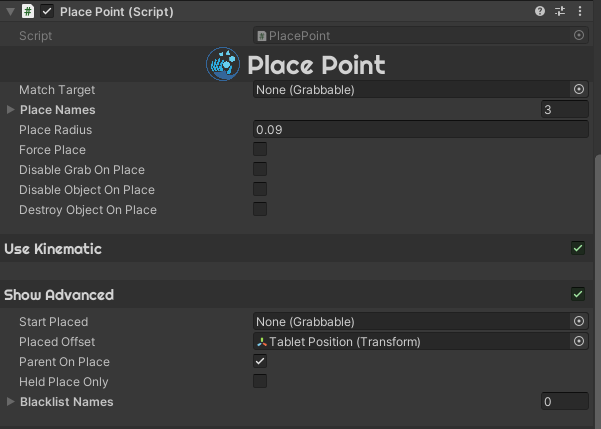 Place Point (Script)
Script PlacePoint
Place Point
Match Target None (Grabbable)
Place Names 3
Place Radius 0.09
Force Place
Disable Grab On Place
Disable Object On Place
Destroy Object On Place
Use Kinematic
Show Advanced
Start Placed None (Grabbable)
Placed Offset Tablet Position (Transform)
Parent On Place
Held Place Only
Blacklist Names 0